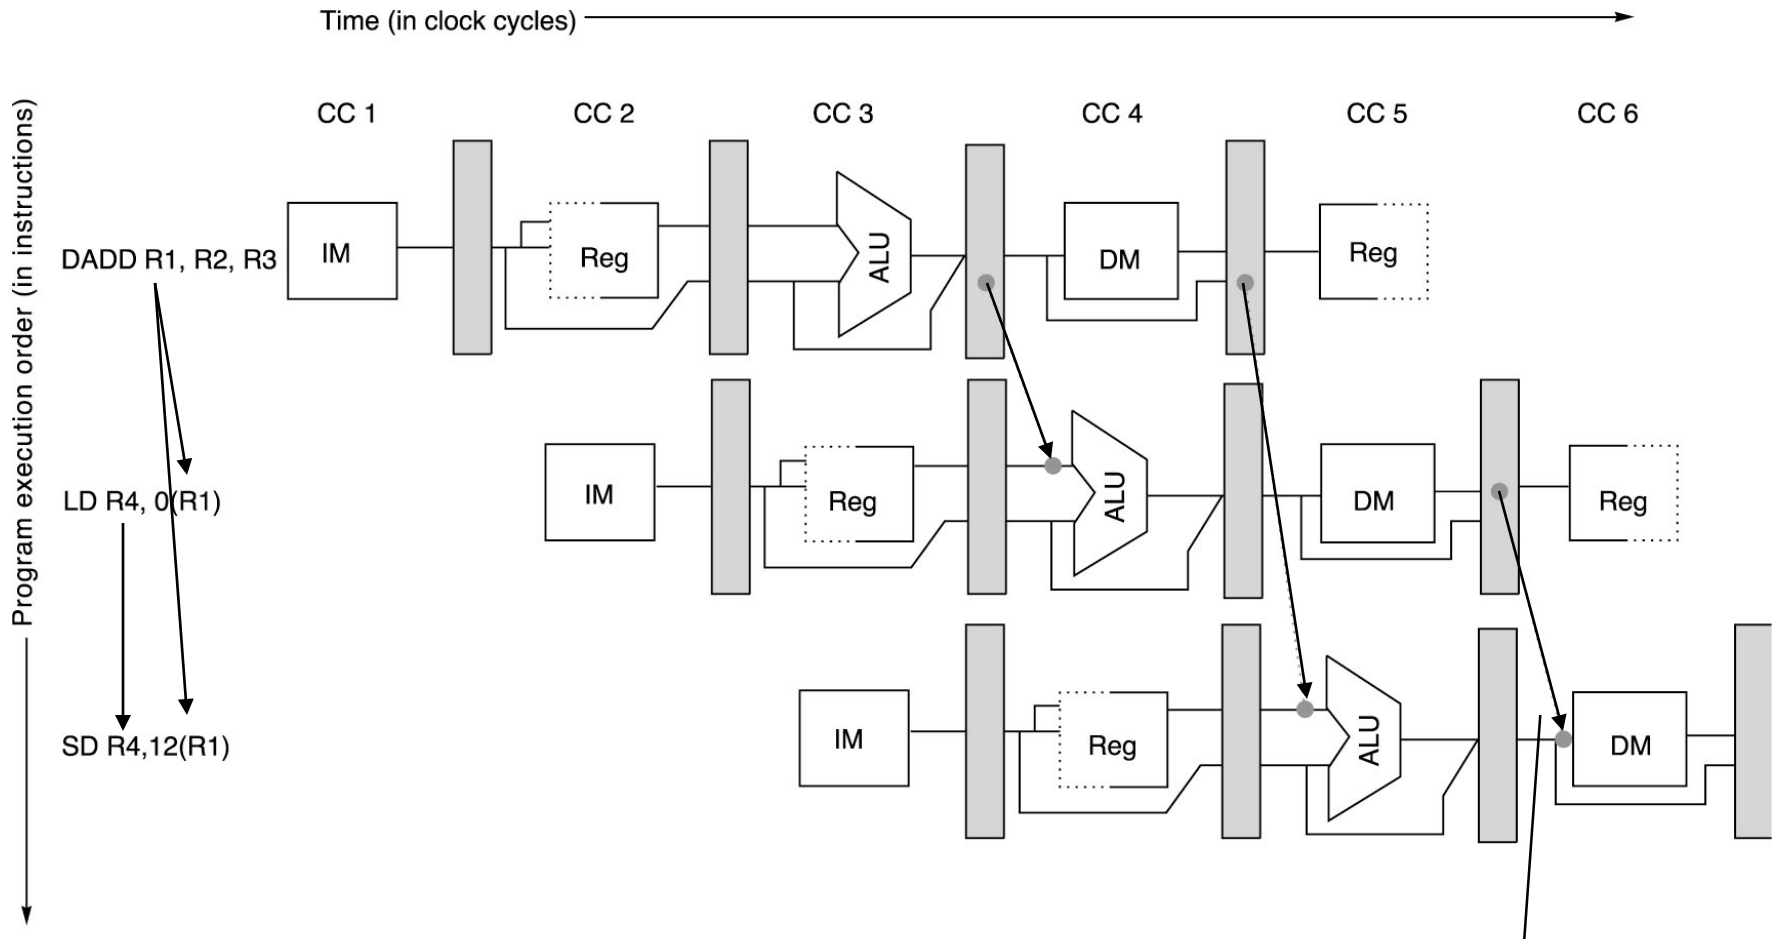 Time (in clock cycles)
CC 1 CC 2 CC 3 CC 4 CC 5 CC 6
Program execution order (in instructions)
DADD R1, R2, R3 IM Reg ALU DM Reg
LD R4, 0(R1) IM Reg ALU DM Reg
SD R4,12(R1) IM Reg ALU DM